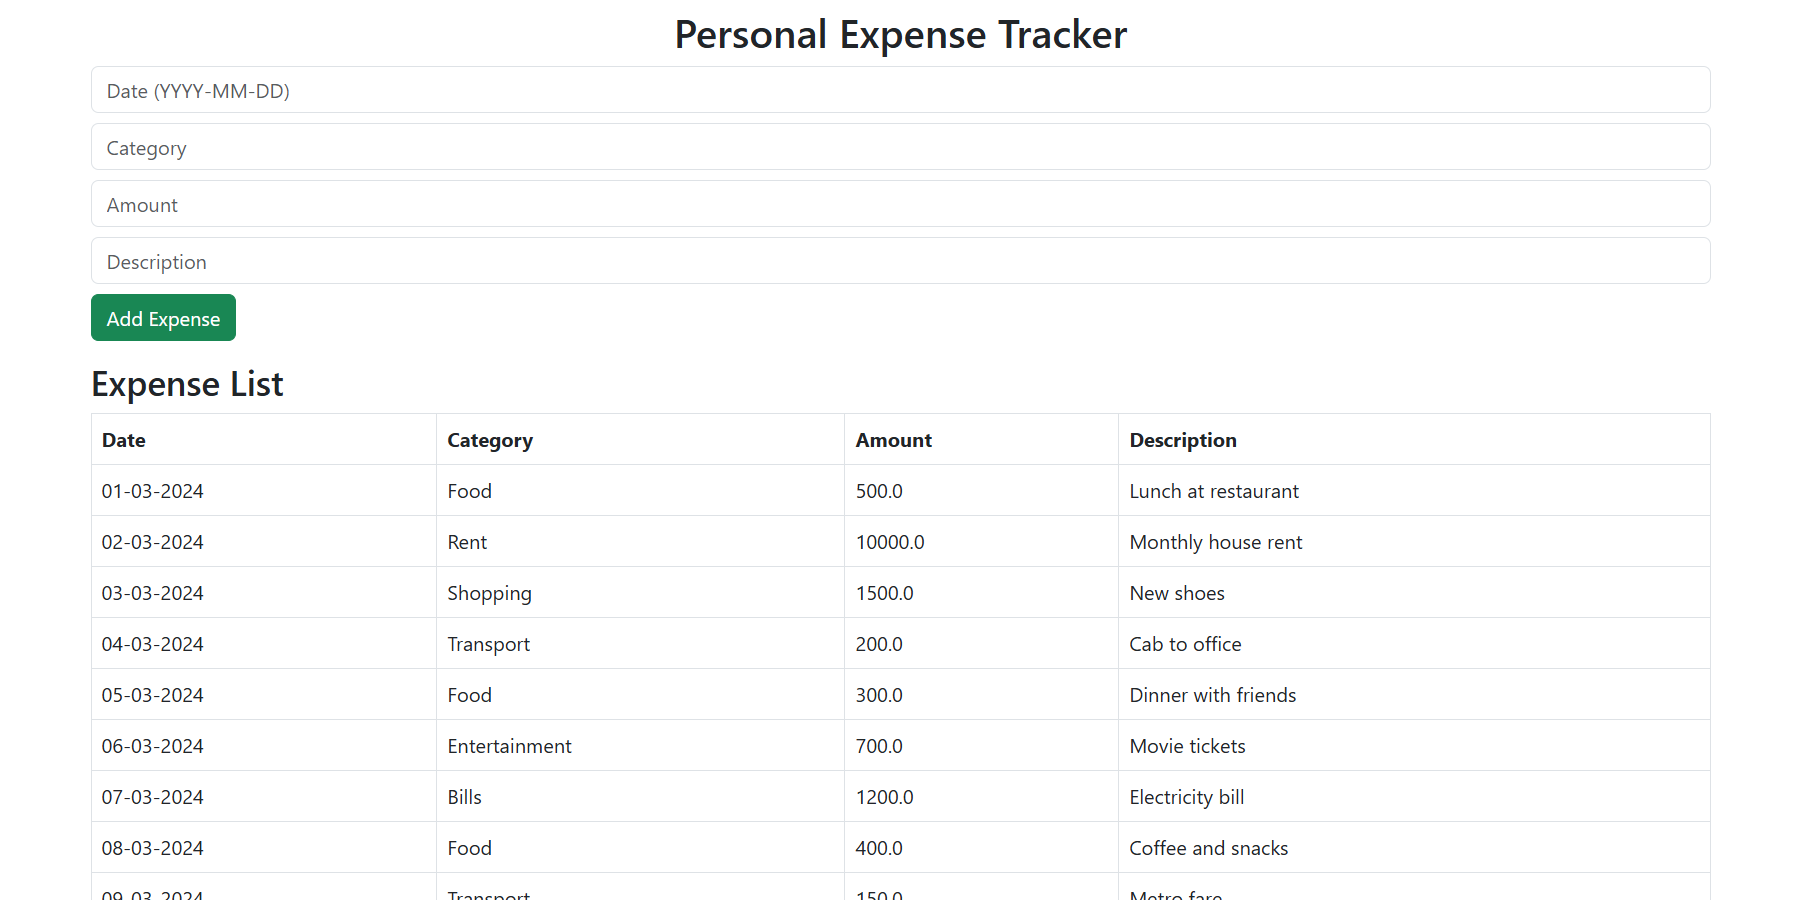 Personal Expense Tracker
Date (YYYY-MM-DD)
Category
Amount
Description
Add Expense
Expense List
Date Category Amount Description
01-03-2024 Food 500.0 Lunch at restaurant
02-03-2024 Rent 10000.0 Monthly house rent
03-03-2024 Shopping 1500.0 New shoes
04-03-2024 Transport 200.0 Cab to office
05-03-2024 Food 300.0 Dinner with friends
06-03-2024 Entertainment 700.0 Movie tickets
07-03-2024 Bills 1200.0 Electricity bill
08-03-2024 Food 400.0 Coffee and snacks
09-03-2024 Transport 150.0 Metro fare